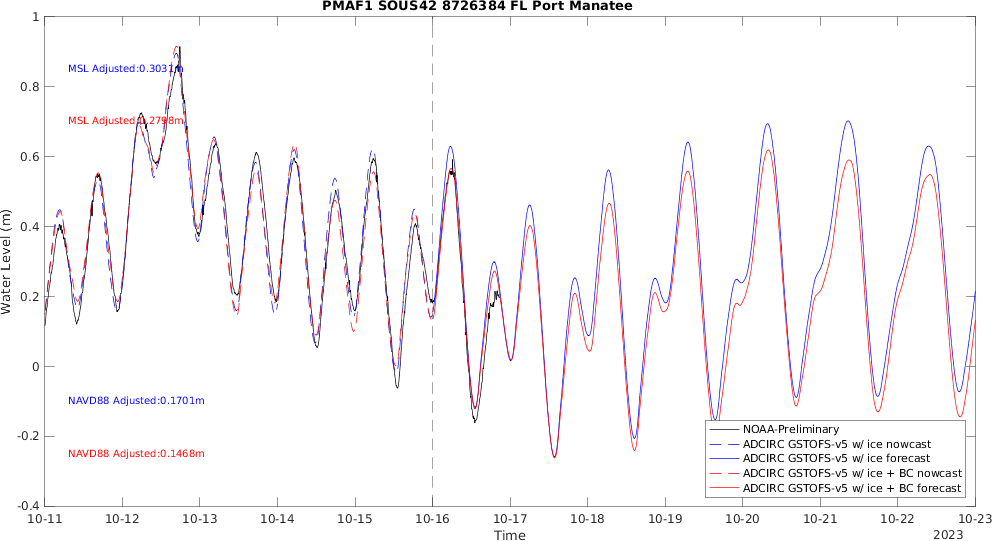 PMAF1 SOUS42 8726384 FL Port Manatee
Water Level (m)
1
0.8
0.6
0.4
0.2
0
-0.2
-0.4
MSL Adjusted:0.3031m
MSL Adjusted:0.2798m
NAVD88 Adjusted:0.1701m
NAVD88 Adjusted:0.1468m
NOAA-Preliminary
ADCIRC GSTOFS-v5 w/ ice nowcast
ADCIRC GSTOFS-v5 w/ ice forecast
ADCIRC GSTOFS-v5 w/ ice + BC nowcast
ADCIRC GSTOFS-v5 w/ ice + BC forecast
10-11 10-12 10-13 10-14 10-15 10-16 10-17 10-18 10-19 10-20 10-21 10-22 10-23
Time
2023